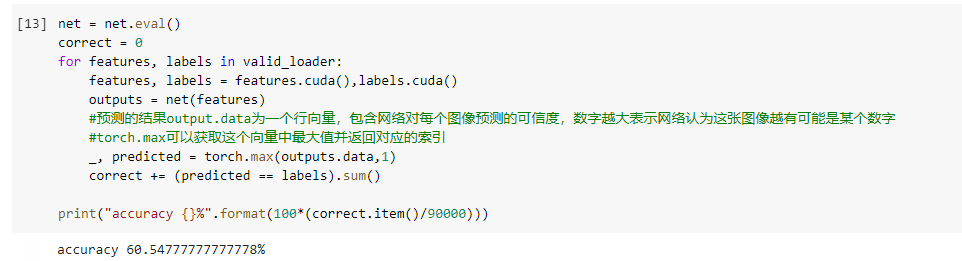 [13] net = net.eval()
correct = 0
for features, labels in valid_loader:
features, labels = features.cuda(),labels.cuda()
outputs = net(features)
#预测的结果output.data为一个行向量，包含网络对每个图像预测的可信度，数字越大表示网络认为这张图像越有可能是某个数字
#torch.max可以获取这个向量中最大值并返回对应的索引
_, predicted = torch.max(outputs.data,1)
correct += (predicted == labels).sum()
print("accuracy {}%".format(100*(correct.item()/90000)))
accuracy 60.54777777777778%